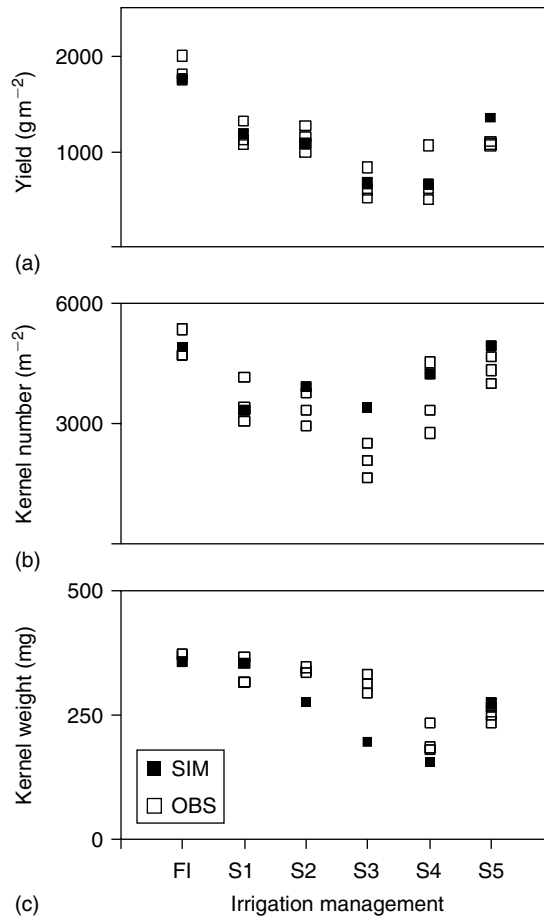 2000
1000
Yield (g m⁻²)
(a)
6000
3000
Kernel number (m⁻²)
(b)
500
250
0
Kernel weight (mg)
SIM
OBS
FI S1 S2 S3 S4 S5
(c)
Irrigation management